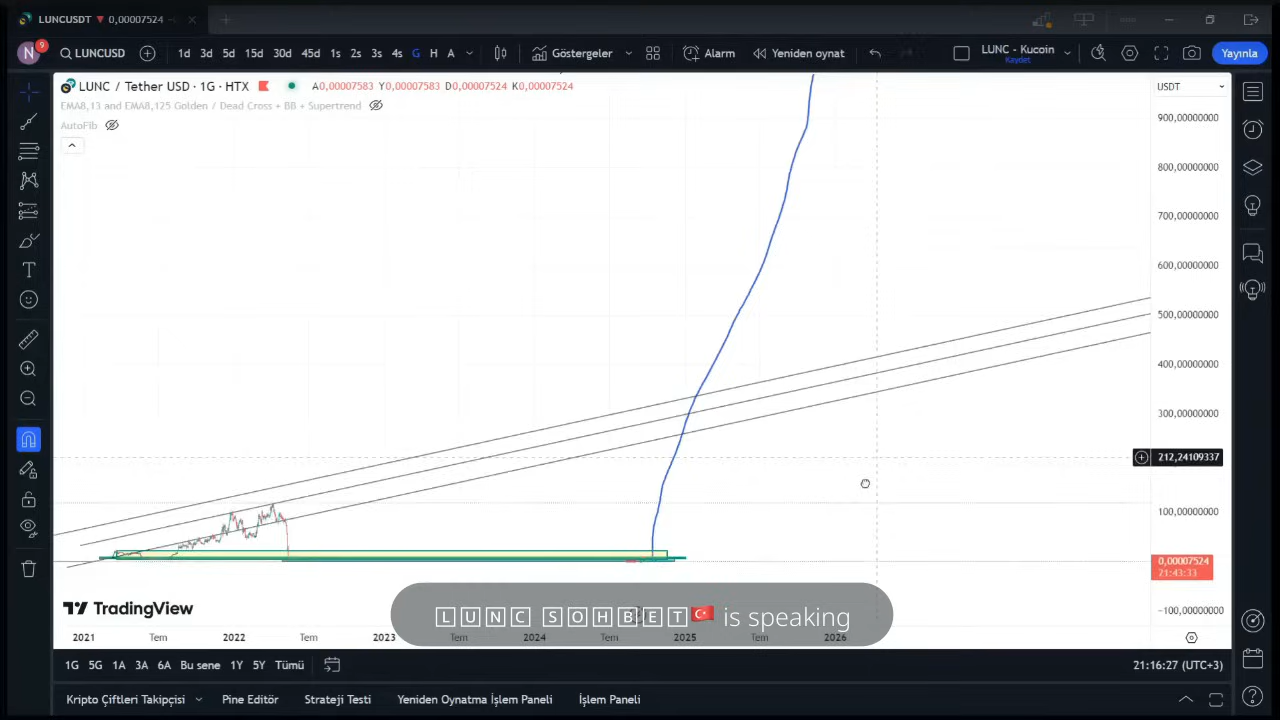 LUNCUSDT ▼ 0,00007524
N 9 LUNCUSD 1d 3d 5d 15d 30d 45d 1s 2s 3s 4s G H A Göstergeler Alarm Yeniden oynat LUNC - Kucoin Kaydet Yayınla
LUNC / Tether USD · 1G · HTX A0,00007583 Y0,00007583 D0,00007524 K0,00007524
EMA8,13 and EMA8,125 Golden / Dead Cross + BB + Supertrend
AutoFib
USDT
900,00000000
800,00000000
700,00000000
600,00000000
500,00000000
400,00000000
300,00000000
212,24109337
100,00000000
0,00007524
21:43:33
−100,00000000
TradingView
LUNC SOHBET🇹🇷 is speaking
2021 Tem 2022 Tem 2023 Tem 2024 Tem 2025 Tem 2026
1G 5G 1A 3A 6A Bu sene 1Y 5Y Tümü 21:16:27 (UTC+3)
Kripto Çiftleri Takipçisi Pine Editör Strateji Testi Yeniden Oynatma İşlem Paneli İşlem Paneli